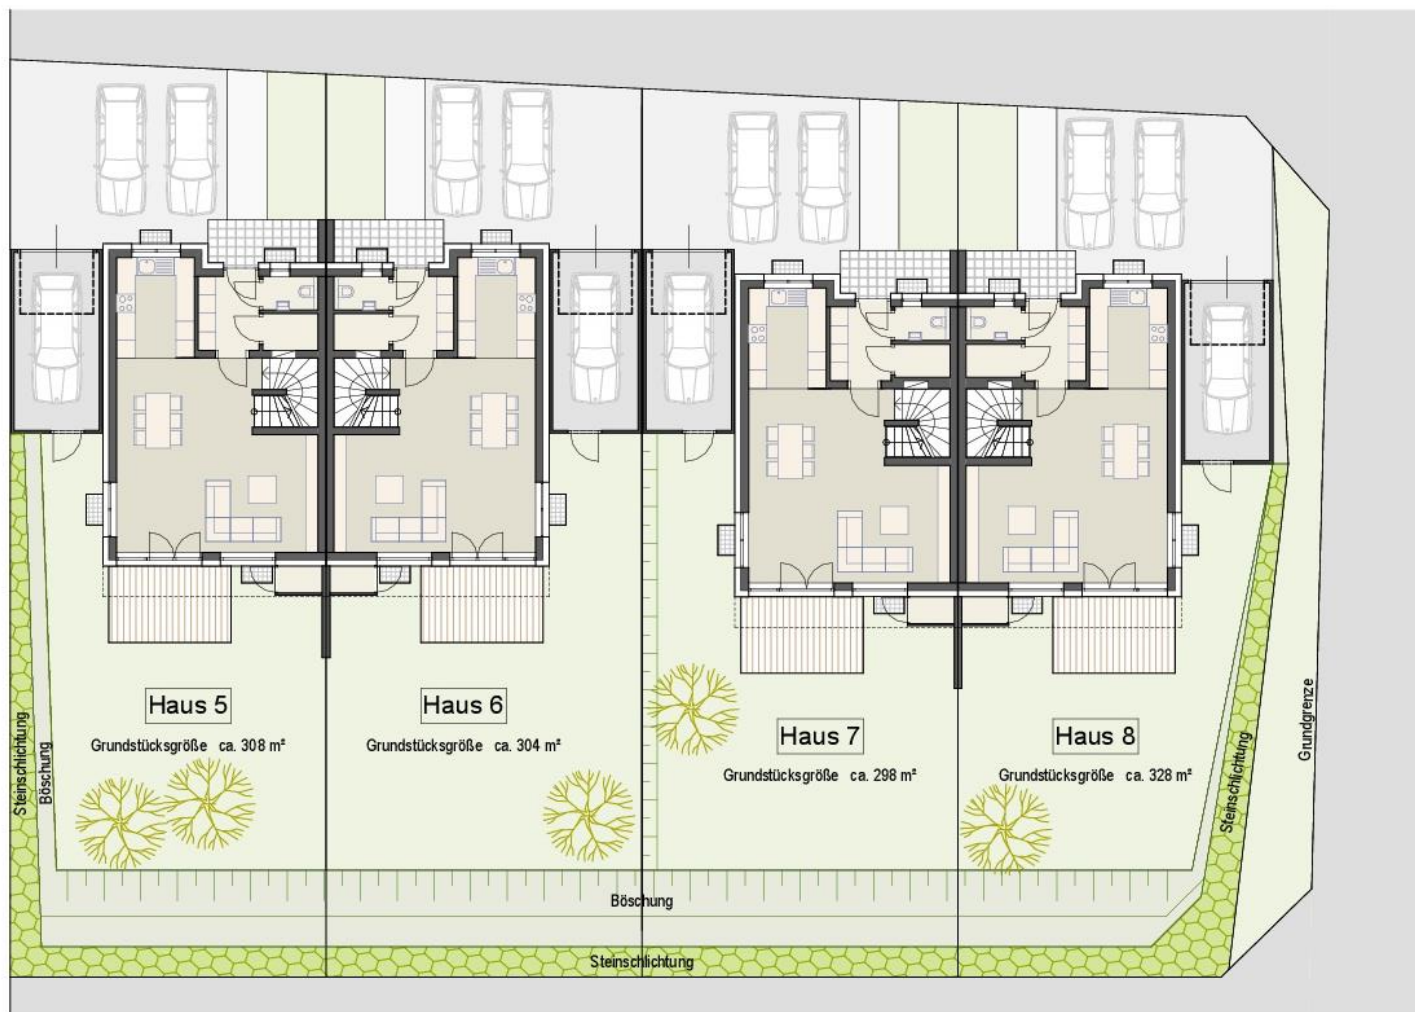 Haus 5
Grundstücksgröße ca. 308 m²
Haus 6
Grundstücksgröße ca. 304 m²
Haus 7
Grundstücksgröße ca. 298 m²
Haus 8
Grundstücksgröße ca. 328 m²
Steinschlichtung
Böschung
Böschung
Steinschlichtung
Steinschlichtung
Grundgrenze